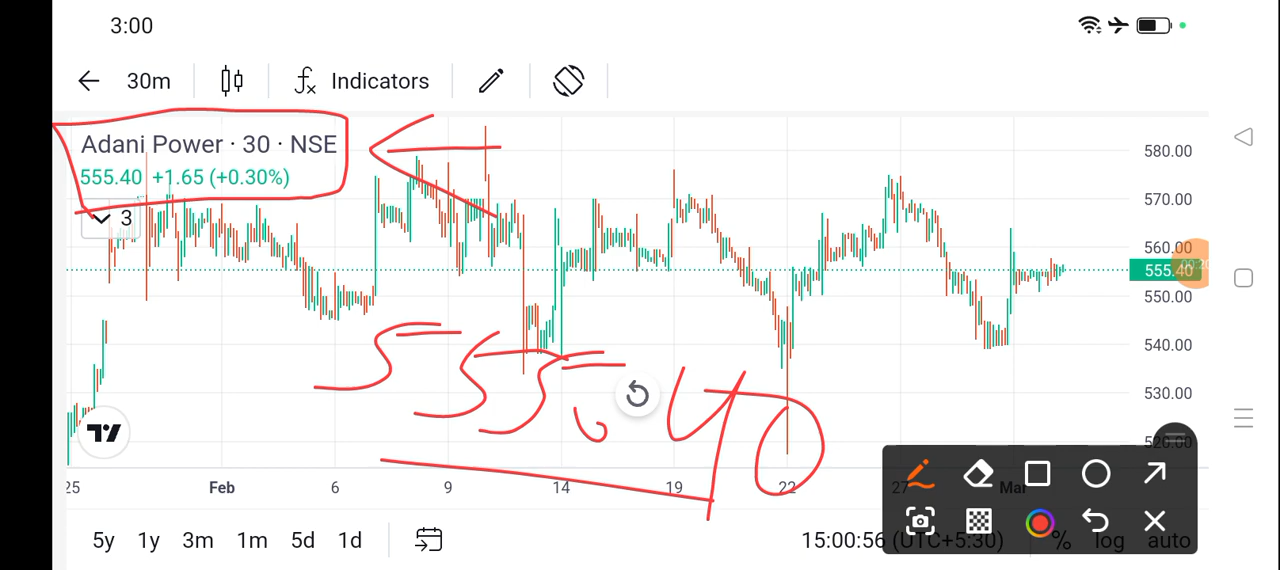 3:00
30m Indicators
Adani Power · 30 · NSE
555.40 +1.65 (+0.30%)
3
580.00
570.00
560.00
555.40
550.00
540.00
530.00
520.00
555.40
25 Feb 6 9 14 19 22 27 Mar
5y 1y 3m 1m 5d 1d 15:00:56 (UTC+5:30) % log auto